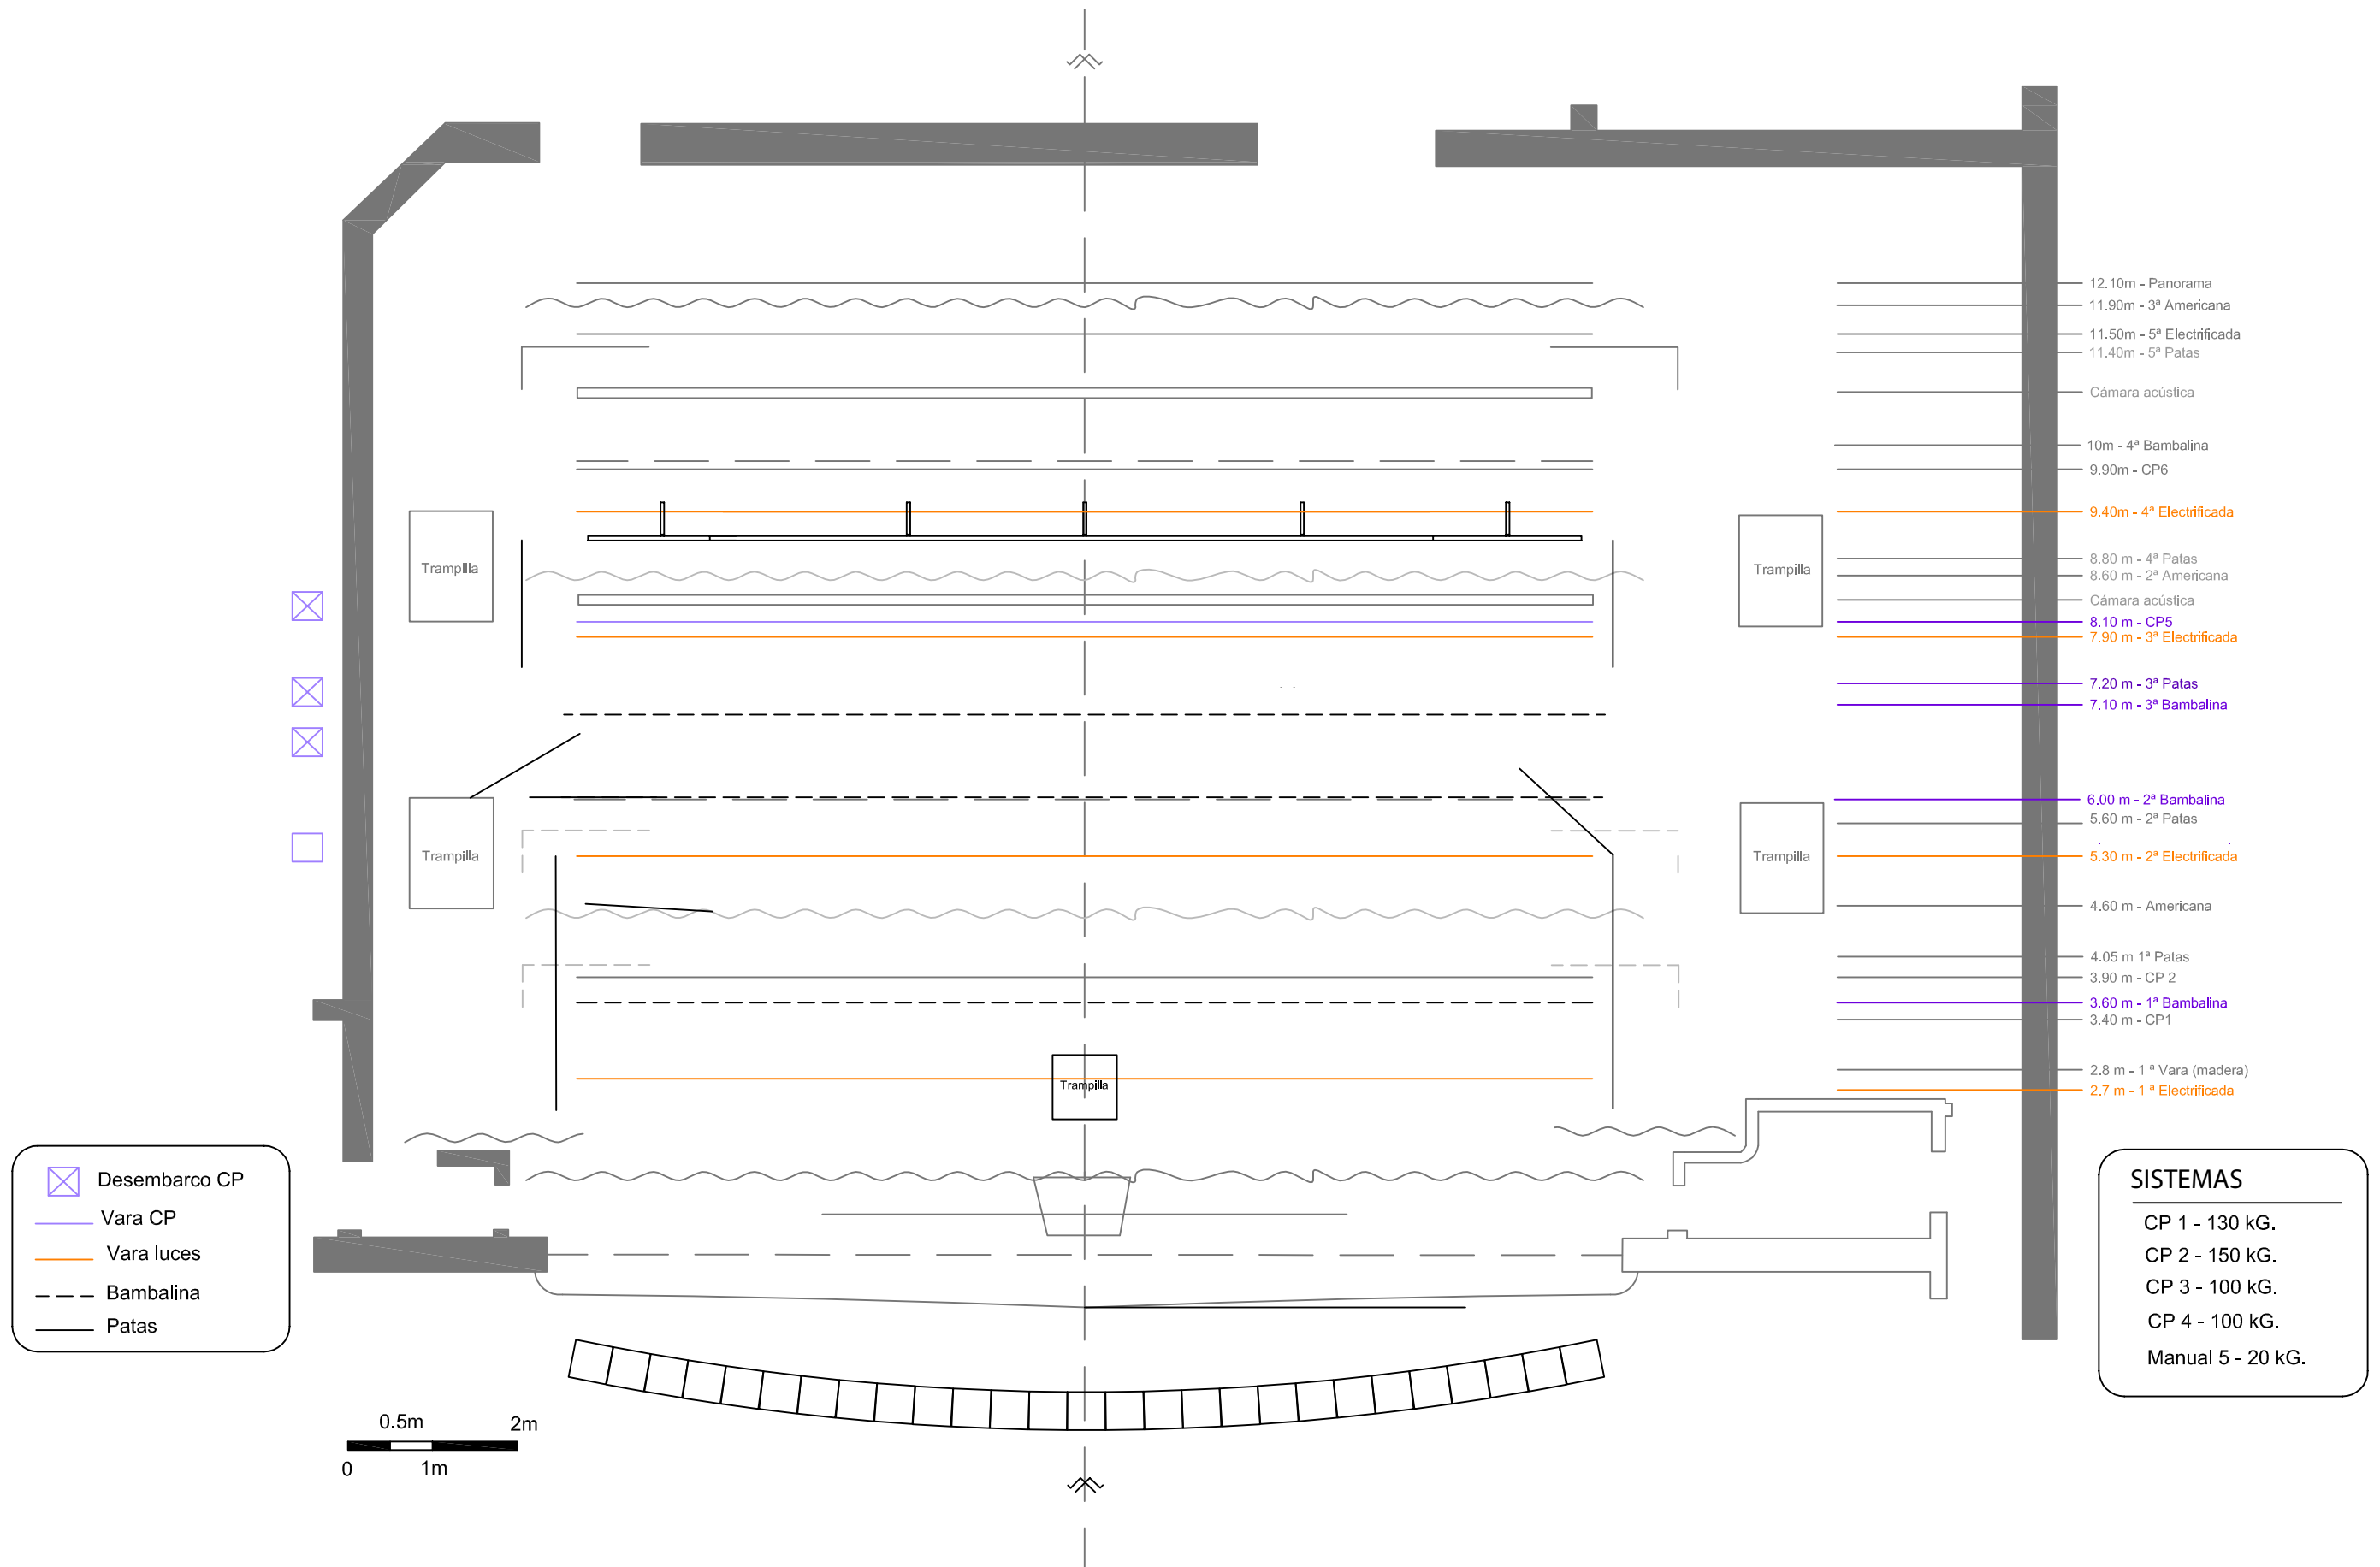 12.10m - Panorama
11.90m - 3ª Americana
11.50m - 5ª Electrificada
11.40m - 5ª Patas
Cámara acústica
10m - 4ª Bambalina
9.90m - CP6
9.40m - 4ª Electrificada
8.80 m - 4ª Patas
8.60 m - 2ª Americana
Cámara acústica
8.10 m - CP5
7.90 m - 3ª Electrificada
7.20 m - 3ª Patas
7.10 m - 3ª Bambalina
6.00 m - 2ª Bambalina
5.60 m - 2ª Patas
5.30 m - 2ª Electrificada
4.60 m - Americana
4.05 m 1ª Patas
3.90 m - CP 2
3.60 m - 1ª Bambalina
3.40 m - CP1
2.8 m - 1 ª Vara (madera)
2.7 m - 1 ª Electrificada
Trampilla
Trampilla
Trampilla
Trampilla
Trampilla
Desembarco CP
Vara CP
Vara luces
Bambalina
Patas
SISTEMAS
CP 1 - 130 kG.
CP 2 - 150 kG.
CP 3 - 100 kG.
CP 4 - 100 kG.
Manual 5 - 20 kG.
0.5m 2m
0 1m